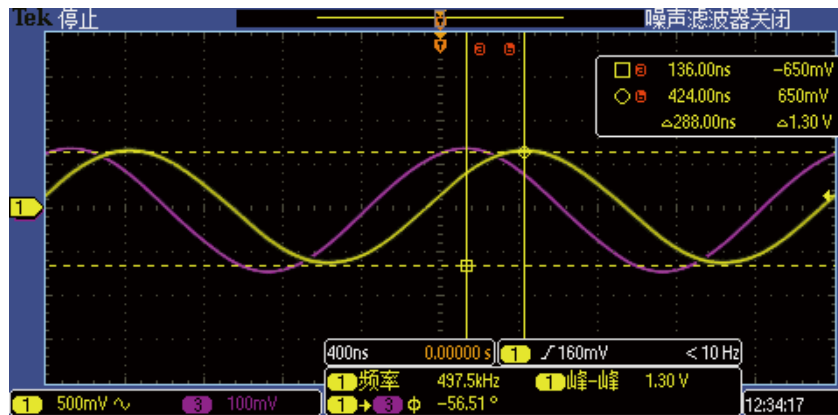 Tek 停止 噪声滤波器关闭
T
T
a b
a 136.00ns -650mV
b 424.00ns 650mV
△288.00ns △1.30 V
1
400ns 0.00000 s 1 160mV < 10 Hz
1 频率 497.5kHz 1 峰-峰 1.30 V
1 500mV 3 100mV 1 → 3 ϕ -56.51 ° 12:34:17